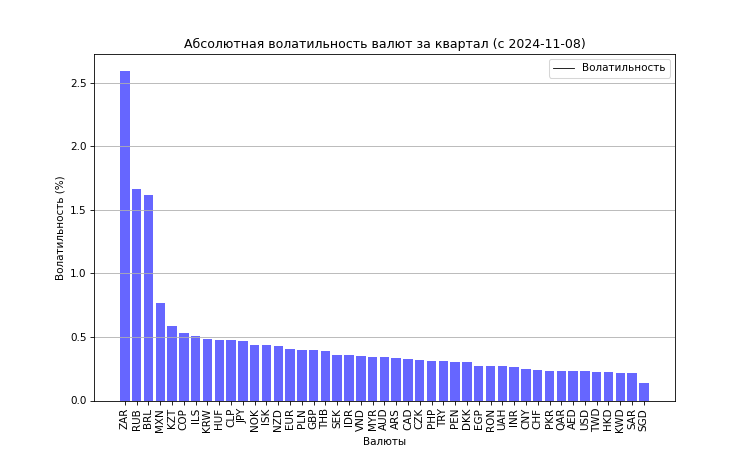 Абсолютная волатильность валют за квартал (с 2024-11-08)
Волатильность
Волатильность (%)
2.5
2.0
1.5
1.0
0.5
0.0
ZAR RUB BRL MXN KZT COP ILS KRW HUF CLP JPY NOK ISK NZD EUR PLN GBP THB SEK IDR VND MYR AUD ARS CAD CZK PHP TRY PEN DKK EGP RON UAH INR CNY CHF PKR QAR AED USD TWD HKD KWD SAR SGD
Валюты